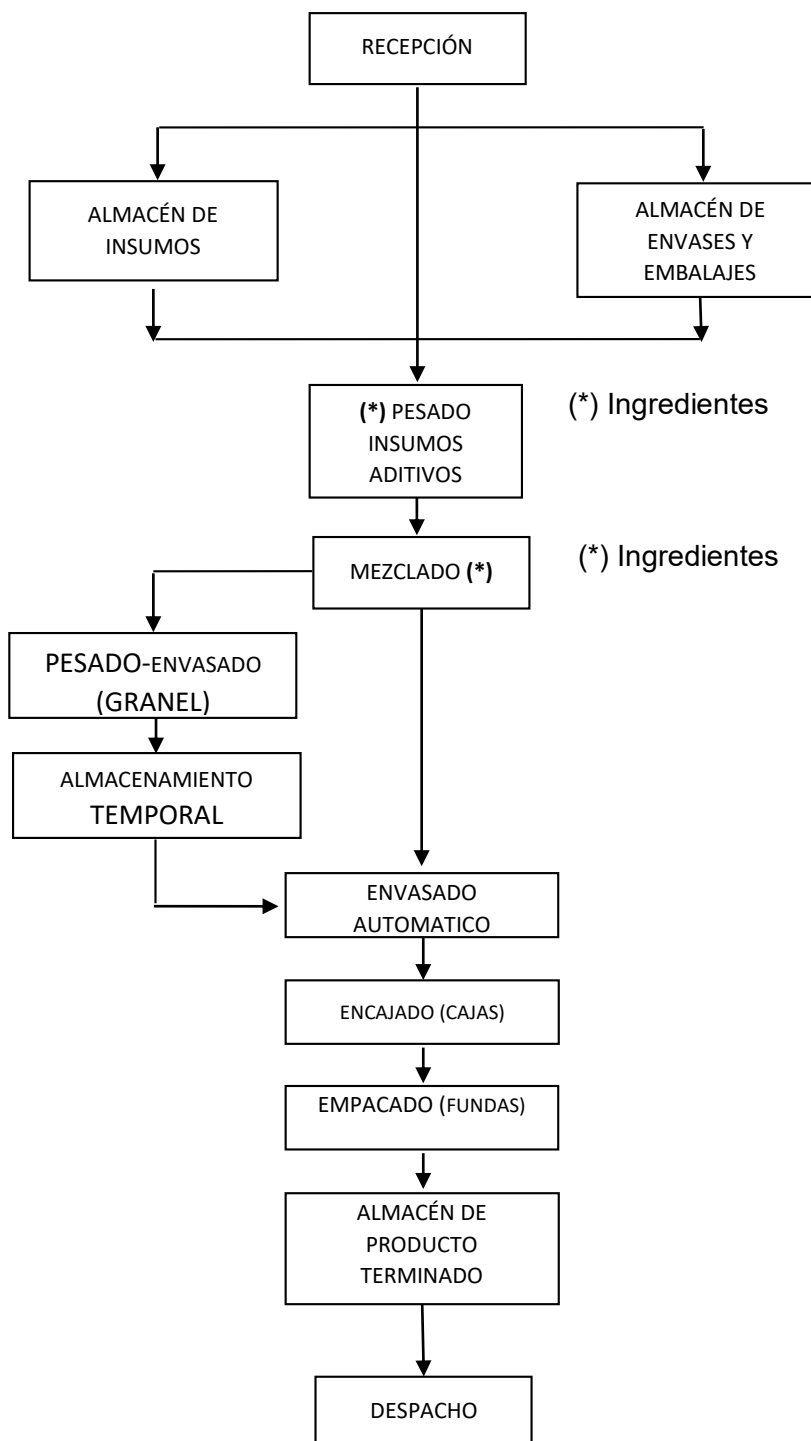 RECEPCIÓN
ALMACÉN DE
INSUMOS
ALMACÉN DE
ENVASES Y
EMBALAJES
(*) PESADO
INSUMOS
ADITIVOS
(*) Ingredientes
MEZCLADO (*)
(*) Ingredientes
PESADO-ENVASADO
(GRANEL)
ALMACENAMIENTO
TEMPORAL
ENVASADO
AUTOMATICO
ENCAJADO (CAJAS)
EMPACADO (FUNDAS)
ALMACÉN DE
PRODUCTO
TERMINADO
DESPACHO